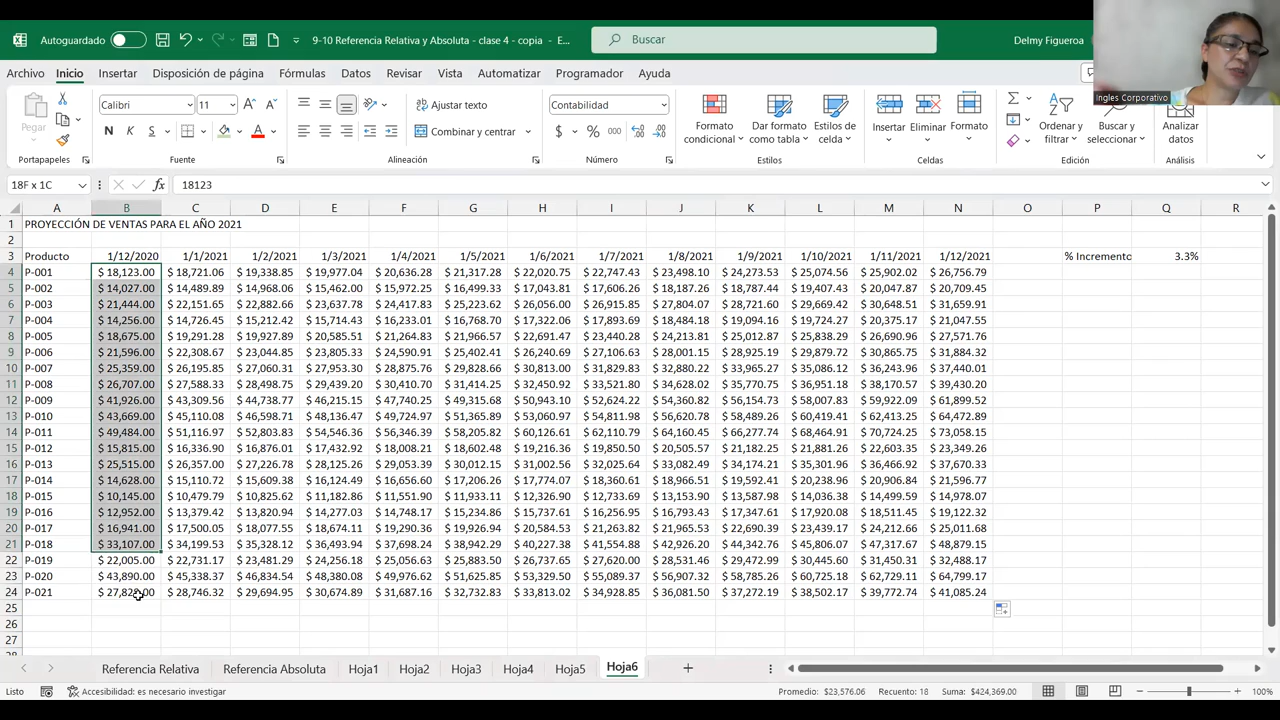 Autoguardado 9-10 Referencia Relativa y Absoluta - clase 4 - copia - E... Buscar Delmy Figueroa
Archivo Inicio Insertar Disposición de página Fórmulas Datos Revisar Vista Automatizar Programador Ayuda
Ingles Corporativo
Pegar Calibri 11 Ajustar texto Contabilidad
N K S Combinar y centrar $ % 000
Formato condicional Dar formato como tabla Estilos de celda Insertar Eliminar Formato Ordenar y filtrar Buscar y seleccionar Analizar datos
Portapapeles Fuente Alineación Número Estilos Celdas Edición Análisis
18F x 1C fx 18123
A B C D E F G H I J K L M N O P Q R
1 PROYECCIÓN DE VENTAS PARA EL AÑO 2021
2
3 Producto 1/12/2020 1/1/2021 1/2/2021 1/3/2021 1/4/2021 1/5/2021 1/6/2021 1/7/2021 1/8/2021 1/9/2021 1/10/2021 1/11/2021 1/12/2021 % Incremento 3.3%
4 P-001 $ 18,123.00 $ 18,721.06 $ 19,338.85 $ 19,977.04 $ 20,636.28 $ 21,317.28 $ 22,020.75 $ 22,747.43 $ 23,498.10 $ 24,273.53 $ 25,074.56 $ 25,902.02 $ 26,756.79
5 P-002 $ 14,027.00 $ 14,489.89 $ 14,968.06 $ 15,462.00 $ 15,972.25 $ 16,499.33 $ 17,043.81 $ 17,606.26 $ 18,187.26 $ 18,787.44 $ 19,407.43 $ 20,047.87 $ 20,709.45
6 P-003 $ 21,444.00 $ 22,151.65 $ 22,882.66 $ 23,637.78 $ 24,417.83 $ 25,223.62 $ 26,056.00 $ 26,915.85 $ 27,804.07 $ 28,721.60 $ 29,669.42 $ 30,648.51 $ 31,659.91
7 P-004 $ 14,256.00 $ 14,726.45 $ 15,212.42 $ 15,714.43 $ 16,233.01 $ 16,768.70 $ 17,322.06 $ 17,893.69 $ 18,484.18 $ 19,094.16 $ 19,724.27 $ 20,375.17 $ 21,047.55
8 P-005 $ 18,675.00 $ 19,291.28 $ 19,927.89 $ 20,585.51 $ 21,264.83 $ 21,966.57 $ 22,691.47 $ 23,440.28 $ 24,213.81 $ 25,012.87 $ 25,838.29 $ 26,690.96 $ 27,571.76
9 P-006 $ 21,596.00 $ 22,308.67 $ 23,044.85 $ 23,805.33 $ 24,590.91 $ 25,402.41 $ 26,240.69 $ 27,106.63 $ 28,001.15 $ 28,925.19 $ 29,879.72 $ 30,865.75 $ 31,884.32
10 P-007 $ 25,359.00 $ 26,195.85 $ 27,060.31 $ 27,953.30 $ 28,875.76 $ 29,828.66 $ 30,813.00 $ 31,829.83 $ 32,880.22 $ 33,965.27 $ 35,086.12 $ 36,243.96 $ 37,440.01
11 P-008 $ 26,707.00 $ 27,588.33 $ 28,498.75 $ 29,439.20 $ 30,410.70 $ 31,414.25 $ 32,450.92 $ 33,521.80 $ 34,628.02 $ 35,770.75 $ 36,951.18 $ 38,170.57 $ 39,430.20
12 P-009 $ 41,926.00 $ 43,309.56 $ 44,738.77 $ 46,215.15 $ 47,740.25 $ 49,315.68 $ 50,943.10 $ 52,624.22 $ 54,360.82 $ 56,154.73 $ 58,007.83 $ 59,922.09 $ 61,899.52
13 P-010 $ 43,669.00 $ 45,110.08 $ 46,598.71 $ 48,136.47 $ 49,724.97 $ 51,365.89 $ 53,060.97 $ 54,811.98 $ 56,620.78 $ 58,489.26 $ 60,419.41 $ 62,413.25 $ 64,472.89
14 P-011 $ 49,484.00 $ 51,116.97 $ 52,803.83 $ 54,546.36 $ 56,346.39 $ 58,205.82 $ 60,126.61 $ 62,110.79 $ 64,160.45 $ 66,277.74 $ 68,464.91 $ 70,724.25 $ 73,058.15
15 P-012 $ 15,815.00 $ 16,336.90 $ 16,876.01 $ 17,432.92 $ 18,008.21 $ 18,602.48 $ 19,216.36 $ 19,850.50 $ 20,505.57 $ 21,182.25 $ 21,881.26 $ 22,603.35 $ 23,349.26
16 P-013 $ 25,515.00 $ 26,357.00 $ 27,226.78 $ 28,125.26 $ 29,053.39 $ 30,012.15 $ 31,002.56 $ 32,025.64 $ 33,082.49 $ 34,174.21 $ 35,301.96 $ 36,466.92 $ 37,670.33
17 P-014 $ 14,628.00 $ 15,110.72 $ 15,609.38 $ 16,124.49 $ 16,656.60 $ 17,206.26 $ 17,774.07 $ 18,360.61 $ 18,966.51 $ 19,592.41 $ 20,238.96 $ 20,906.84 $ 21,596.77
18 P-015 $ 10,145.00 $ 10,479.79 $ 10,825.62 $ 11,182.86 $ 11,551.90 $ 11,933.11 $ 12,326.90 $ 12,733.69 $ 13,153.90 $ 13,587.98 $ 14,036.38 $ 14,499.59 $ 14,978.07
19 P-016 $ 12,952.00 $ 13,379.42 $ 13,820.94 $ 14,277.03 $ 14,748.17 $ 15,234.86 $ 15,737.61 $ 16,256.95 $ 16,793.43 $ 17,347.61 $ 17,920.08 $ 18,511.45 $ 19,122.32
20 P-017 $ 16,941.00 $ 17,500.05 $ 18,077.55 $ 18,674.11 $ 19,290.36 $ 19,926.94 $ 20,584.53 $ 21,263.82 $ 21,965.53 $ 22,690.39 $ 23,439.17 $ 24,212.66 $ 25,011.68
21 P-018 $ 33,107.00 $ 34,199.53 $ 35,328.12 $ 36,493.94 $ 37,698.24 $ 38,942.29 $ 40,227.38 $ 41,554.88 $ 42,926.20 $ 44,342.76 $ 45,806.07 $ 47,317.67 $ 48,879.15
22 P-019 $ 22,005.00 $ 22,731.17 $ 23,481.29 $ 24,256.18 $ 25,056.63 $ 25,883.50 $ 26,737.65 $ 27,620.00 $ 28,531.46 $ 29,472.99 $ 30,445.60 $ 31,450.31 $ 32,488.17
23 P-020 $ 43,890.00 $ 45,338.37 $ 46,834.54 $ 48,380.08 $ 49,976.62 $ 51,625.85 $ 53,329.50 $ 55,089.37 $ 56,907.32 $ 58,785.26 $ 60,725.18 $ 62,729.11 $ 64,799.17
24 P-021 $ 28,746.32 $ 29,694.95 $ 30,674.89 $ 31,687.16 $ 32,732.83 $ 33,813.02 $ 34,928.85 $ 36,081.50 $ 37,272.19 $ 38,502.17 $ 39,772.74 $ 41,085.24
25
26
27
28
Referencia Relativa Referencia Absoluta Hoja1 Hoja2 Hoja3 Hoja4 Hoja5 Hoja6
Listo Accesibilidad: es necesario investigar Promedio: $23,576.06 Recuento: 18 Suma: $424,369.00 100%